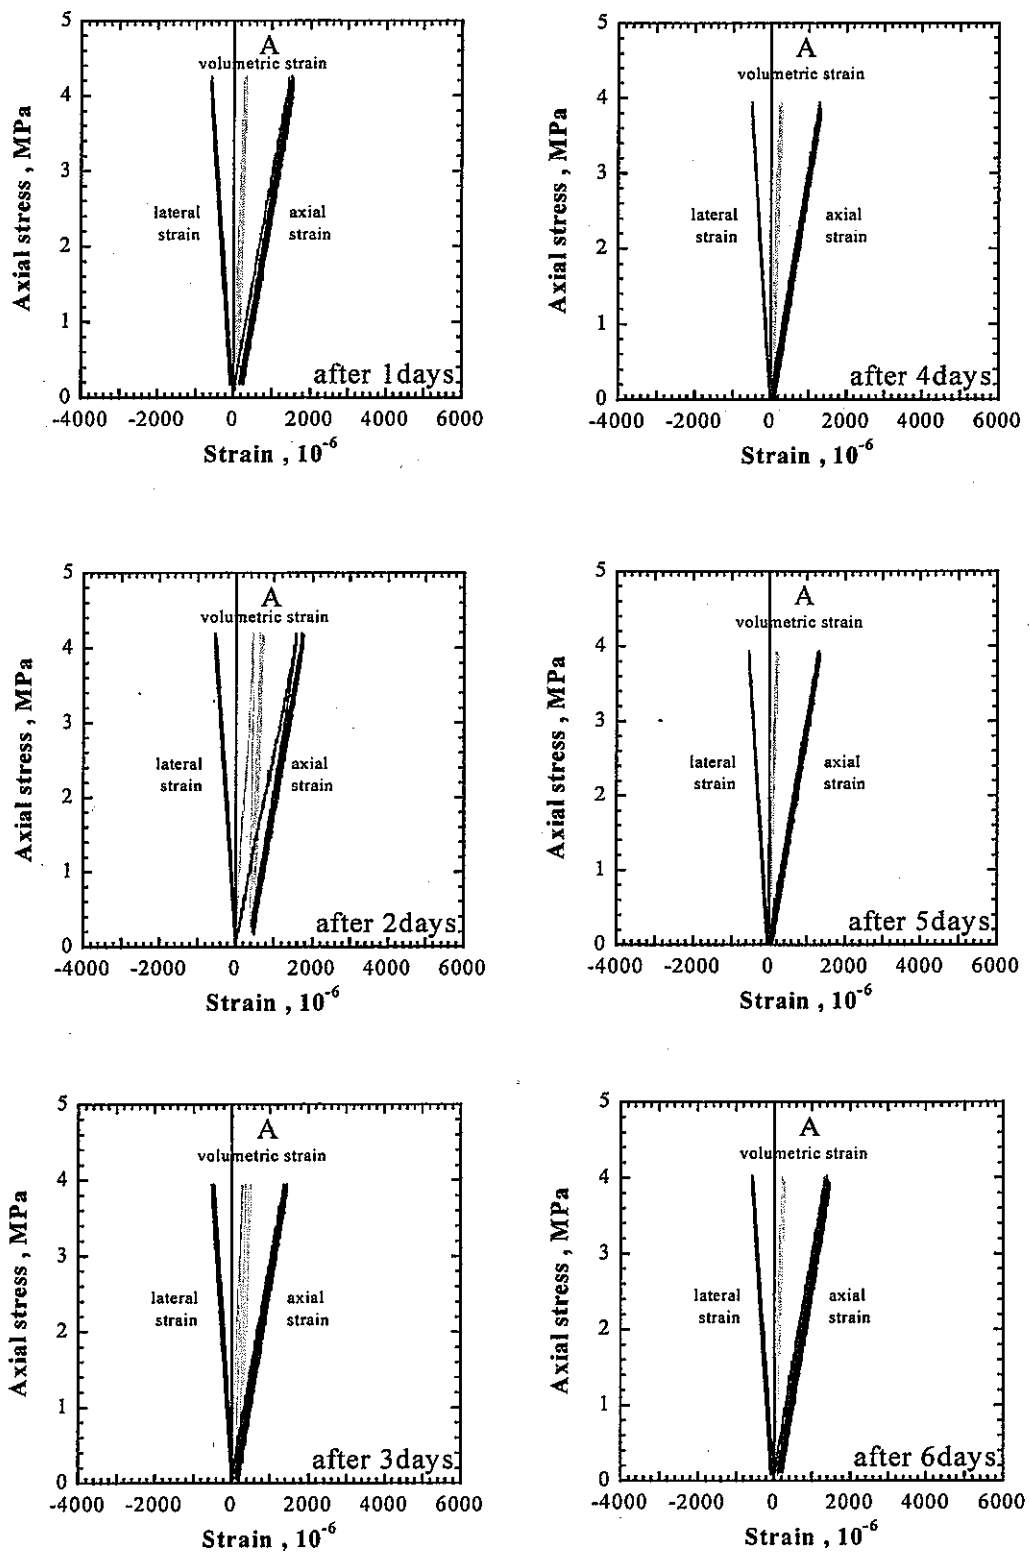 5
A
volumetric strain
4
Axial stress , MPa
3
lateral
strain
axial
strain
2
1
after 1days
0
-4000 -2000 0 2000 4000 6000
Strain , 10-6
5
A
volumetric strain
4
Axial stress , MPa
3
lateral
strain
axial
strain
2
1
after 4days
0
-4000 -2000 0 2000 4000 6000
Strain , 10-6
5
A
volumetric strain
4
Axial stress , MPa
3
lateral
strain
axial
strain
2
1
after 2days
0
-4000 -2000 0 2000 4000 6000
Strain , 10-6
5
A
volumetric strain
4
Axial stress , MPa
3
lateral
strain
axial
strain
2
1
after 5days
0
-4000 -2000 0 2000 4000 6000
Strain , 10-6
5
A
volumetric strain
4
Axial stress , MPa
3
lateral
strain
axial
strain
2
1
after 3days
0
-4000 -2000 0 2000 4000 6000
Strain , 10-6
5
A
volumetric strain
4
Axial stress , MPa
3
lateral
strain
axial
strain
2
1
after 6days
0
-4000 -2000 0 2000 4000 6000
Strain , 10-6